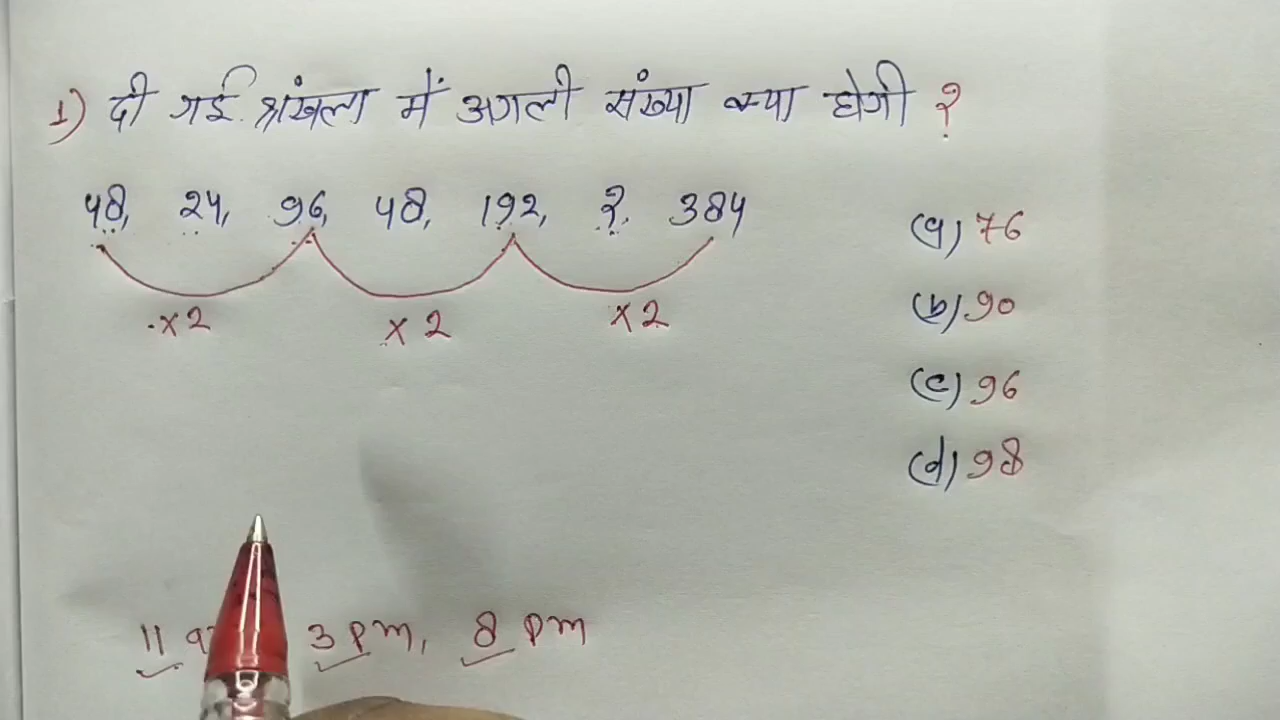 1) दी गई श्रंखला में अगली संख्या क्या होगी ?
48, 24, 96, 48, 192, ?, 384
×2 ×2 ×2
(a) 76
(b) 90
(c) 96
(d) 98
11 3 pm, 8 pm